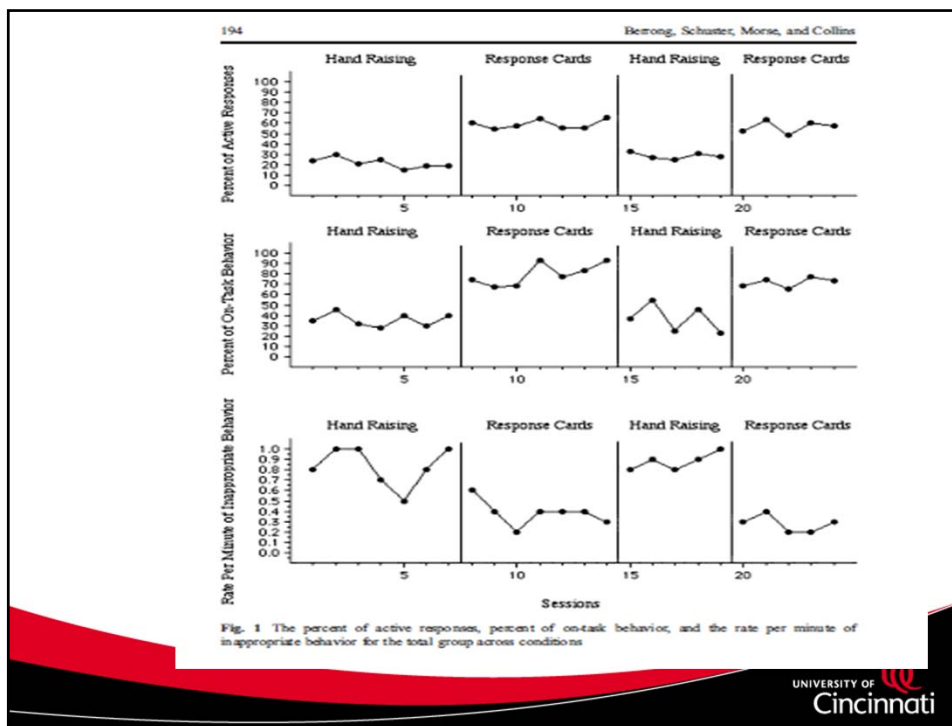 194 Berrong, Schuster, Morse, and Collins
Hand Raising Response Cards Hand Raising Response Cards
Percent of Active Responses
100
90
80
70
60
50
40
30
20
10
0
5 10 15 20
Hand Raising Response Cards Hand Raising Response Cards
Percent of On-Task Behavior
100
90
80
70
60
50
40
30
20
10
0
5 10 15 20
Hand Raising Response Cards Hand Raising Response Cards
Rate Per Minute of Inappropriate Behavior
1.0
0.9
0.8
0.7
0.6
0.5
0.4
0.3
0.2
0.1
0.0
5 10 15 20
Sessions
Fig. 1 The percent of active responses, percent of on-task behavior, and the rate per minute of
inappropriate behavior for the total group across conditions
UNIVERSITY OF
Cincinnati